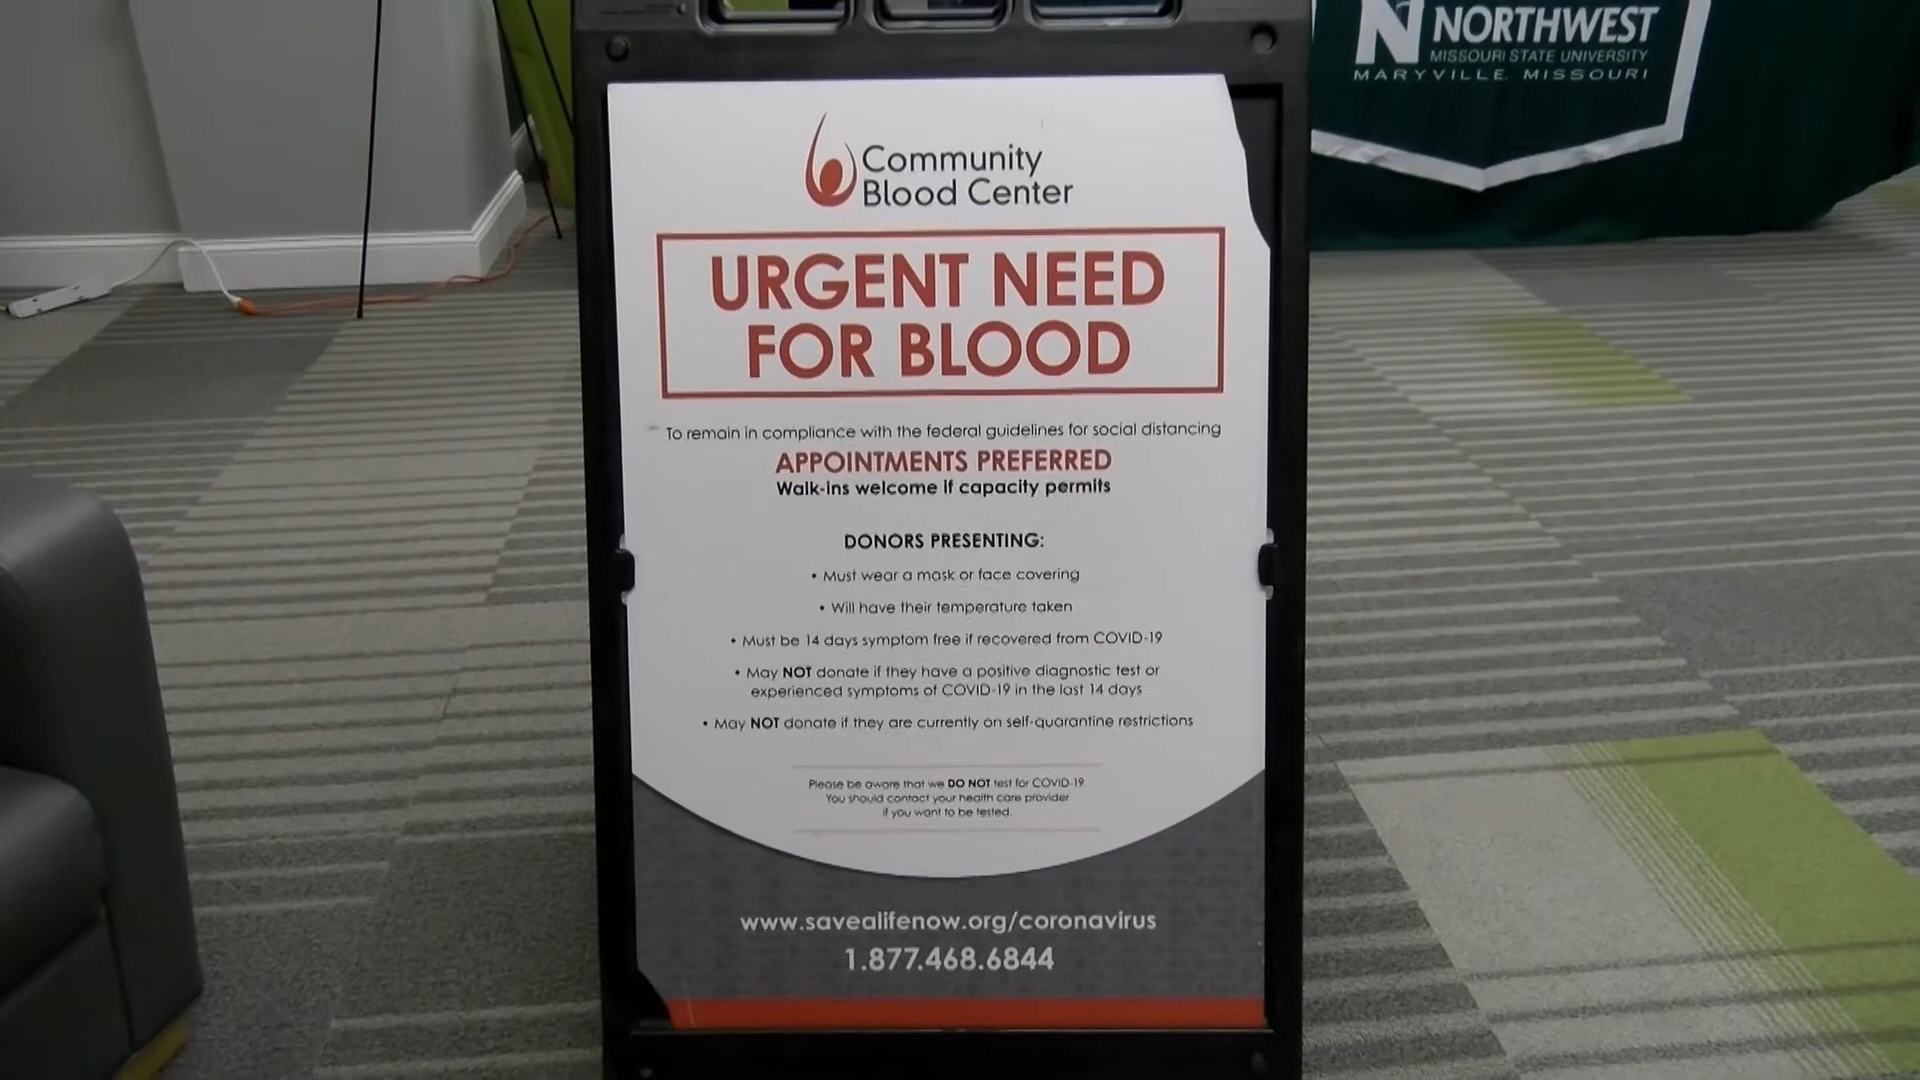 NORTHWEST
MISSOURI STATE UNIVERSITY
MARYVILLE, MISSOURI
Community
Blood Center
URGENT NEED
FOR BLOOD
To remain in compliance with the federal guidelines for social distancing
APPOINTMENTS PREFERRED
Walk-ins welcome if capacity permits
DONORS PRESENTING:
• Must wear a mask or face covering
• Will have their temperature taken
• Must be 14 days symptom free if recovered from COVID-19
• May NOT donate if they have a positive diagnostic test or
experienced symptoms of COVID-19 in the last 14 days
• May NOT donate if they are currently on self-quarantine restrictions
Please be aware that we DO NOT test for COVID-19.
You should contact your health care provider
if you want to be tested.
www.savealifenow.org/coronavirus
1.877.468.6844